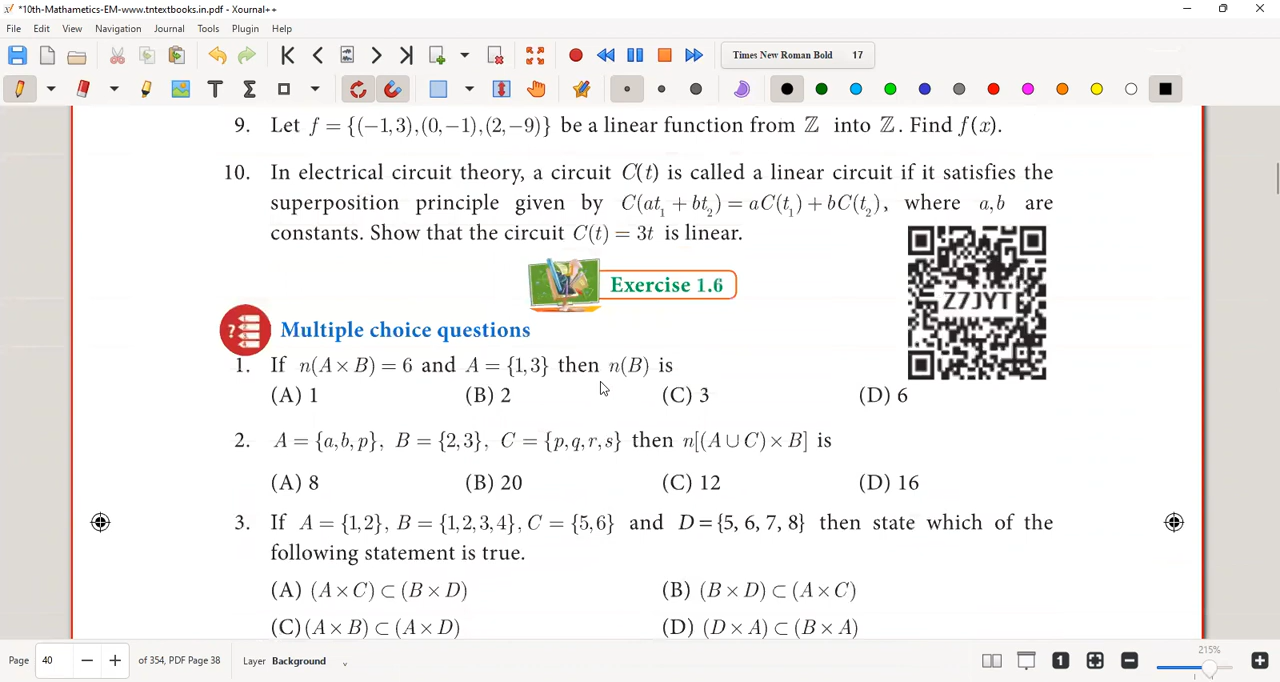 *10th-Mathametics-EM-www.tntextbooks.in.pdf - Xournal++
File Edit View Navigation Journal Tools Plugin Help
Times New Roman Bold 17
9. Let f = {(−1,3),(0,−1),(2,−9)} be a linear function from ℤ into ℤ. Find f(x).
10. In electrical circuit theory, a circuit C(t) is called a linear circuit if it satisfies the
superposition principle given by C(at₁ + bt₂) = aC(t₁) + bC(t₂), where a,b are
constants. Show that the circuit C(t) = 3t is linear.
Z7JYT
Exercise 1.6
Multiple choice questions
1. If n(A × B) = 6 and A = {1,3} then n(B) is
(A) 1 (B) 2 (C) 3 (D) 6
2. A = {a,b,p}, B = {2,3}, C = {p,q,r,s} then n[(A ∪ C) × B] is
(A) 8 (B) 20 (C) 12 (D) 16
3. If A = {1,2}, B = {1,2,3,4}, C = {5,6} and D = {5, 6, 7, 8} then state which of the
following statement is true.
(A) (A × C) ⊂ (B × D) (B) (B × D) ⊂ (A × C)
(C) (A × B) ⊂ (A × D) (D) (D × A) ⊂ (B × A)
Page 40 of 354, PDF Page 38 Layer Background 1 215%